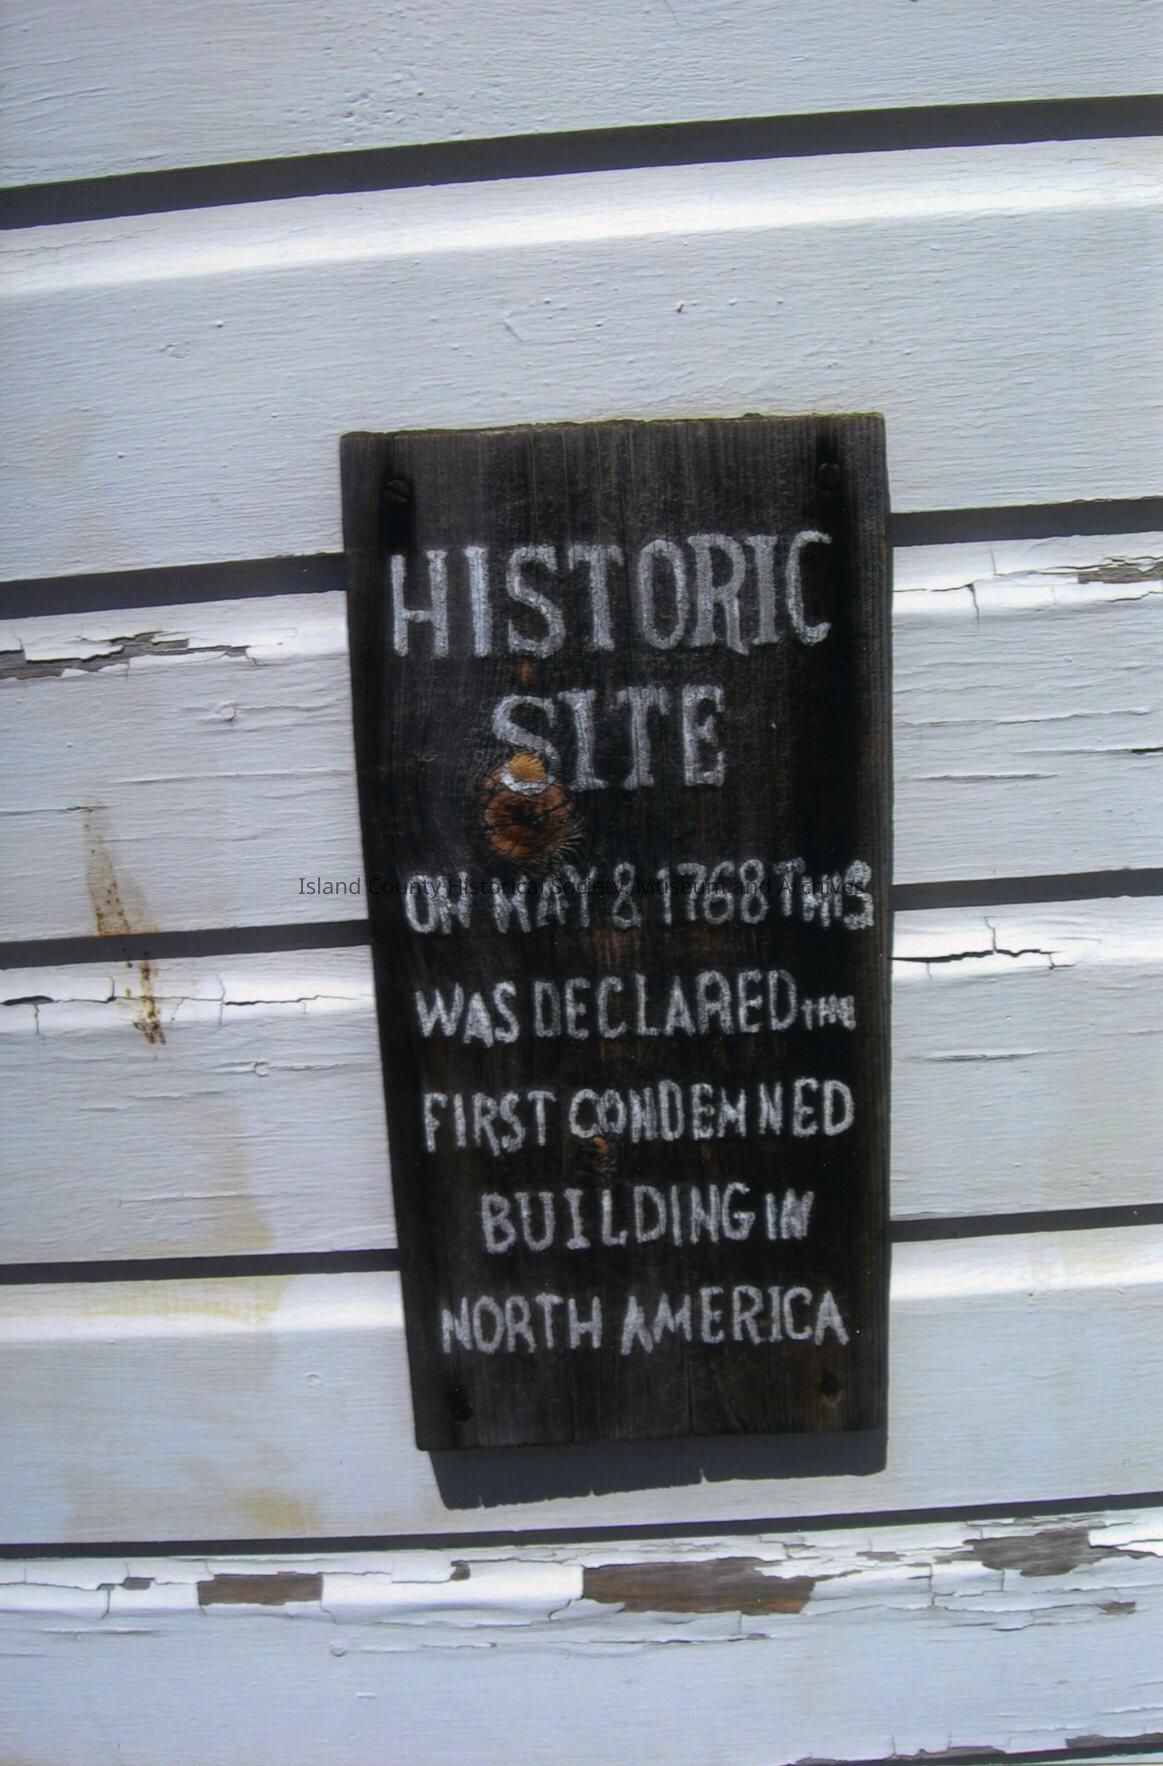 HISTORIC
SITE
Island County Historical Society, Museum and Archives
ON MAY 8 1768 THIS
WAS DECLARED THE
FIRST CONDEMNED
BUILDING IN
NORTH AMERICA